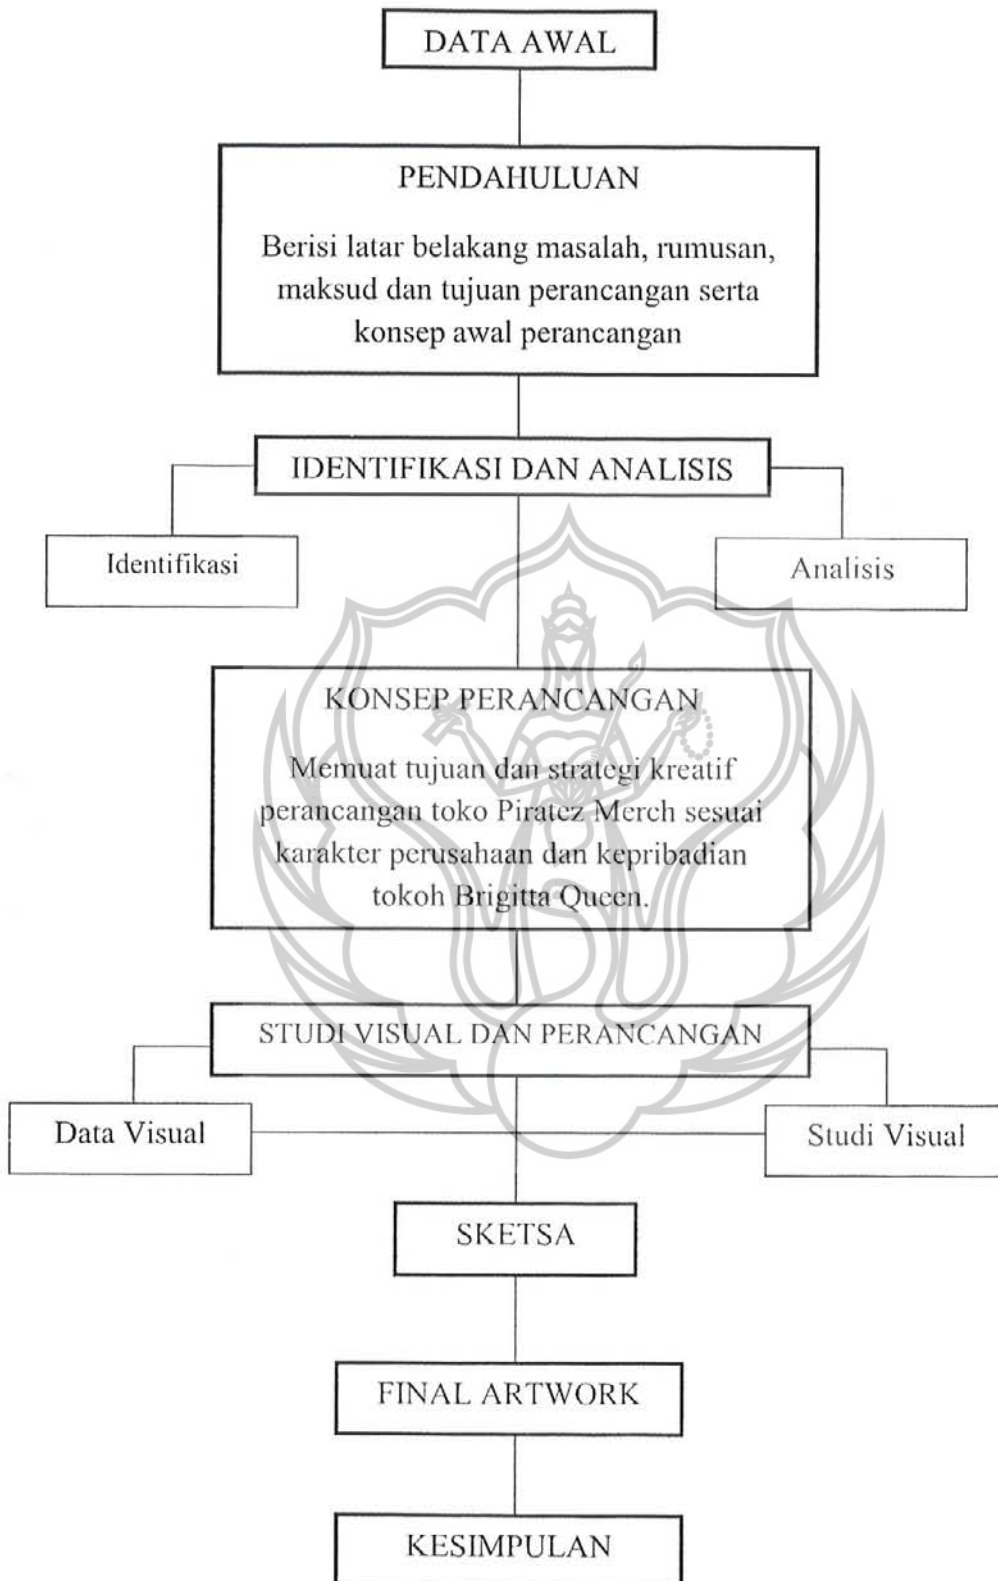 DATA AWAL
PENDAHULUAN
Berisi latar belakang masalah, rumusan,
maksud dan tujuan perancangan serta
konsep awal perancangan
IDENTIFIKASI DAN ANALISIS
Identifikasi
Analisis
KONSEP PERANCANGAN
Memuat tujuan dan strategi kreatif
perancangan toko Piratez Merch sesuai
karakter perusahaan dan kepribadian
tokoh Brigitta Queen.
STUDI VISUAL DAN PERANCANGAN
Data Visual
Studi Visual
SKETSA
FINAL ARTWORK
KESIMPULAN